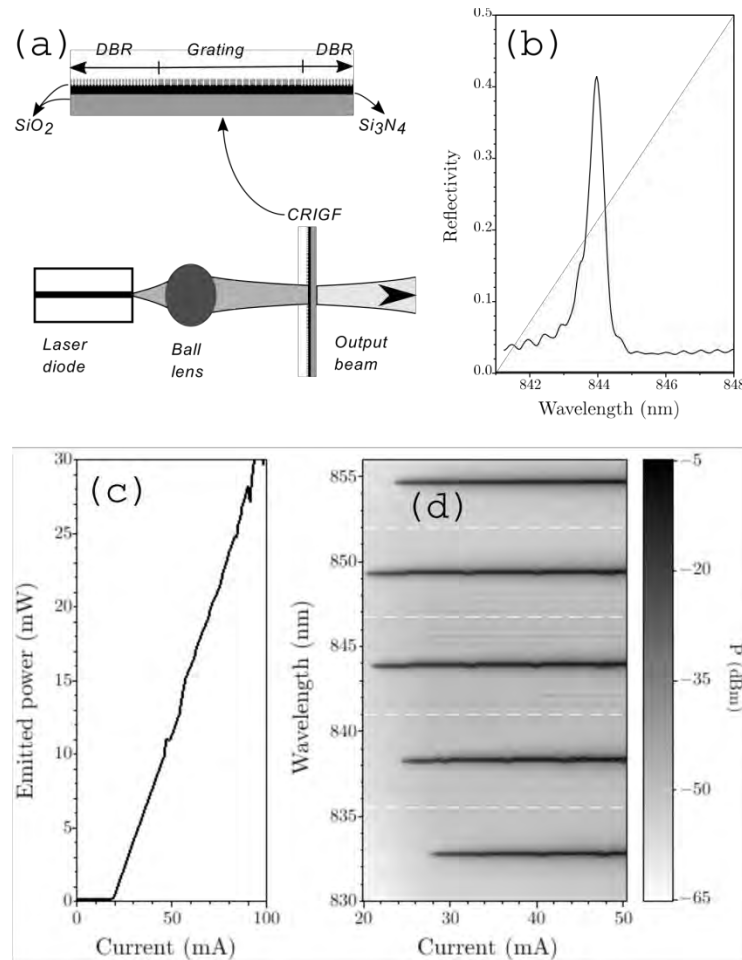 (a)
DBR Grating DBR
SiO2 Si3N4
CRIGF
Laser diode
Ball lens
Output beam
(b)
Reflectivity
0.5
0.4
0.3
0.2
0.1
0.0
842 844 846 848
Wavelength (nm)
(c)
Emitted power (mW)
30
25
20
15
10
5
0
0 50 100
Current (mA)
(d)
Wavelength (nm)
855
850
845
840
835
830
20 30 40 50
Current (mA)
-5
-20
-35
-50
-65
P (dBm)